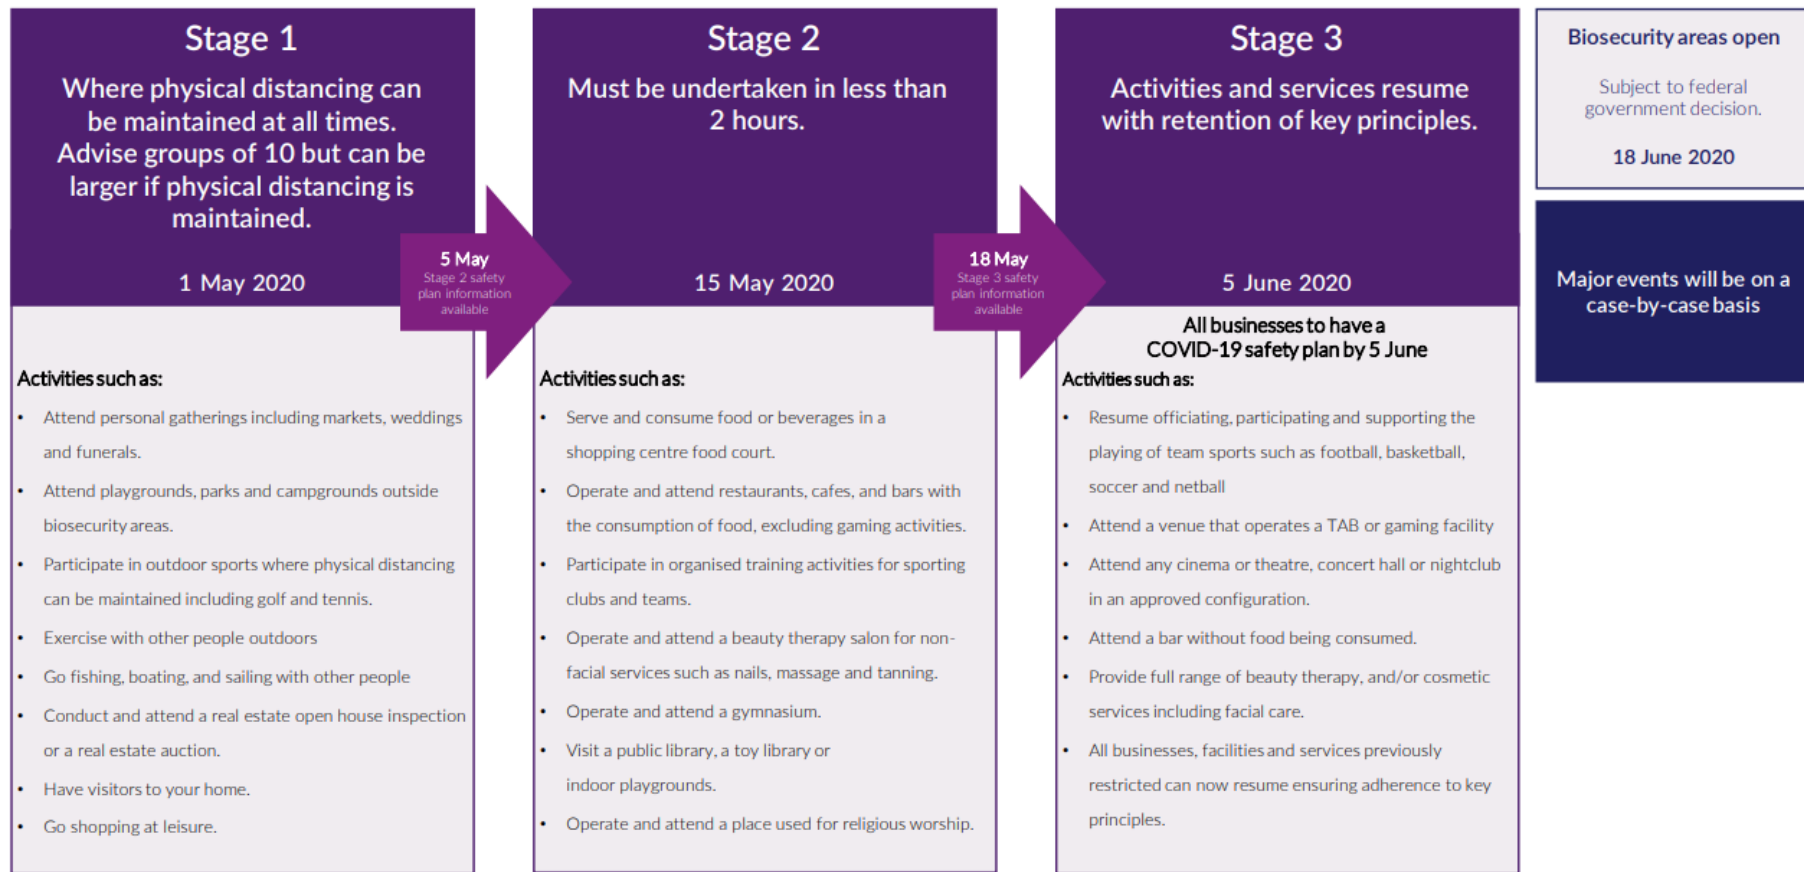 Stage 1
Where physical distancing can
be maintained at all times.
Advise groups of 10 but can be
larger if physical distancing is
maintained.
1 May 2020
Activities such as:
• Attend personal gatherings including markets, weddings
and funerals.
• Attend playgrounds, parks and campgrounds outside
biosecurity areas.
• Participate in outdoor sports where physical distancing
can be maintained including golf and tennis.
• Exercise with other people outdoors
• Go fishing, boating, and sailing with other people
• Conduct and attend a real estate open house inspection
or a real estate auction.
• Have visitors to your home.
• Go shopping at leisure.
5 May
Stage 2 safety
plan information
available
Stage 2
Must be undertaken in less than
2 hours.
15 May 2020
Activities such as:
• Serve and consume food or beverages in a
shopping centre food court.
• Operate and attend restaurants, cafes, and bars with
the consumption of food, excluding gaming activities.
• Participate in organised training activities for sporting
clubs and teams.
• Operate and attend a beauty therapy salon for non-
facial services such as nails, massage and tanning.
• Operate and attend a gymnasium.
• Visit a public library, a toy library or
indoor playgrounds.
• Operate and attend a place used for religious worship.
18 May
Stage 3 safety
plan information
available
Stage 3
Activities and services resume
with retention of key principles.
5 June 2020
All businesses to have a
COVID-19 safety plan by 5 June
Activities such as:
• Resume officiating, participating and supporting the
playing of team sports such as football, basketball,
soccer and netball
• Attend a venue that operates a TAB or gaming facility
• Attend any cinema or theatre, concert hall or nightclub
in an approved configuration.
• Attend a bar without food being consumed.
• Provide full range of beauty therapy, and/or cosmetic
services including facial care.
• All businesses, facilities and services previously
restricted can now resume ensuring adherence to key
principles.
Biosecurity areas open
Subject to federal
government decision.
18 June 2020
Major events will be on a
case-by-case basis